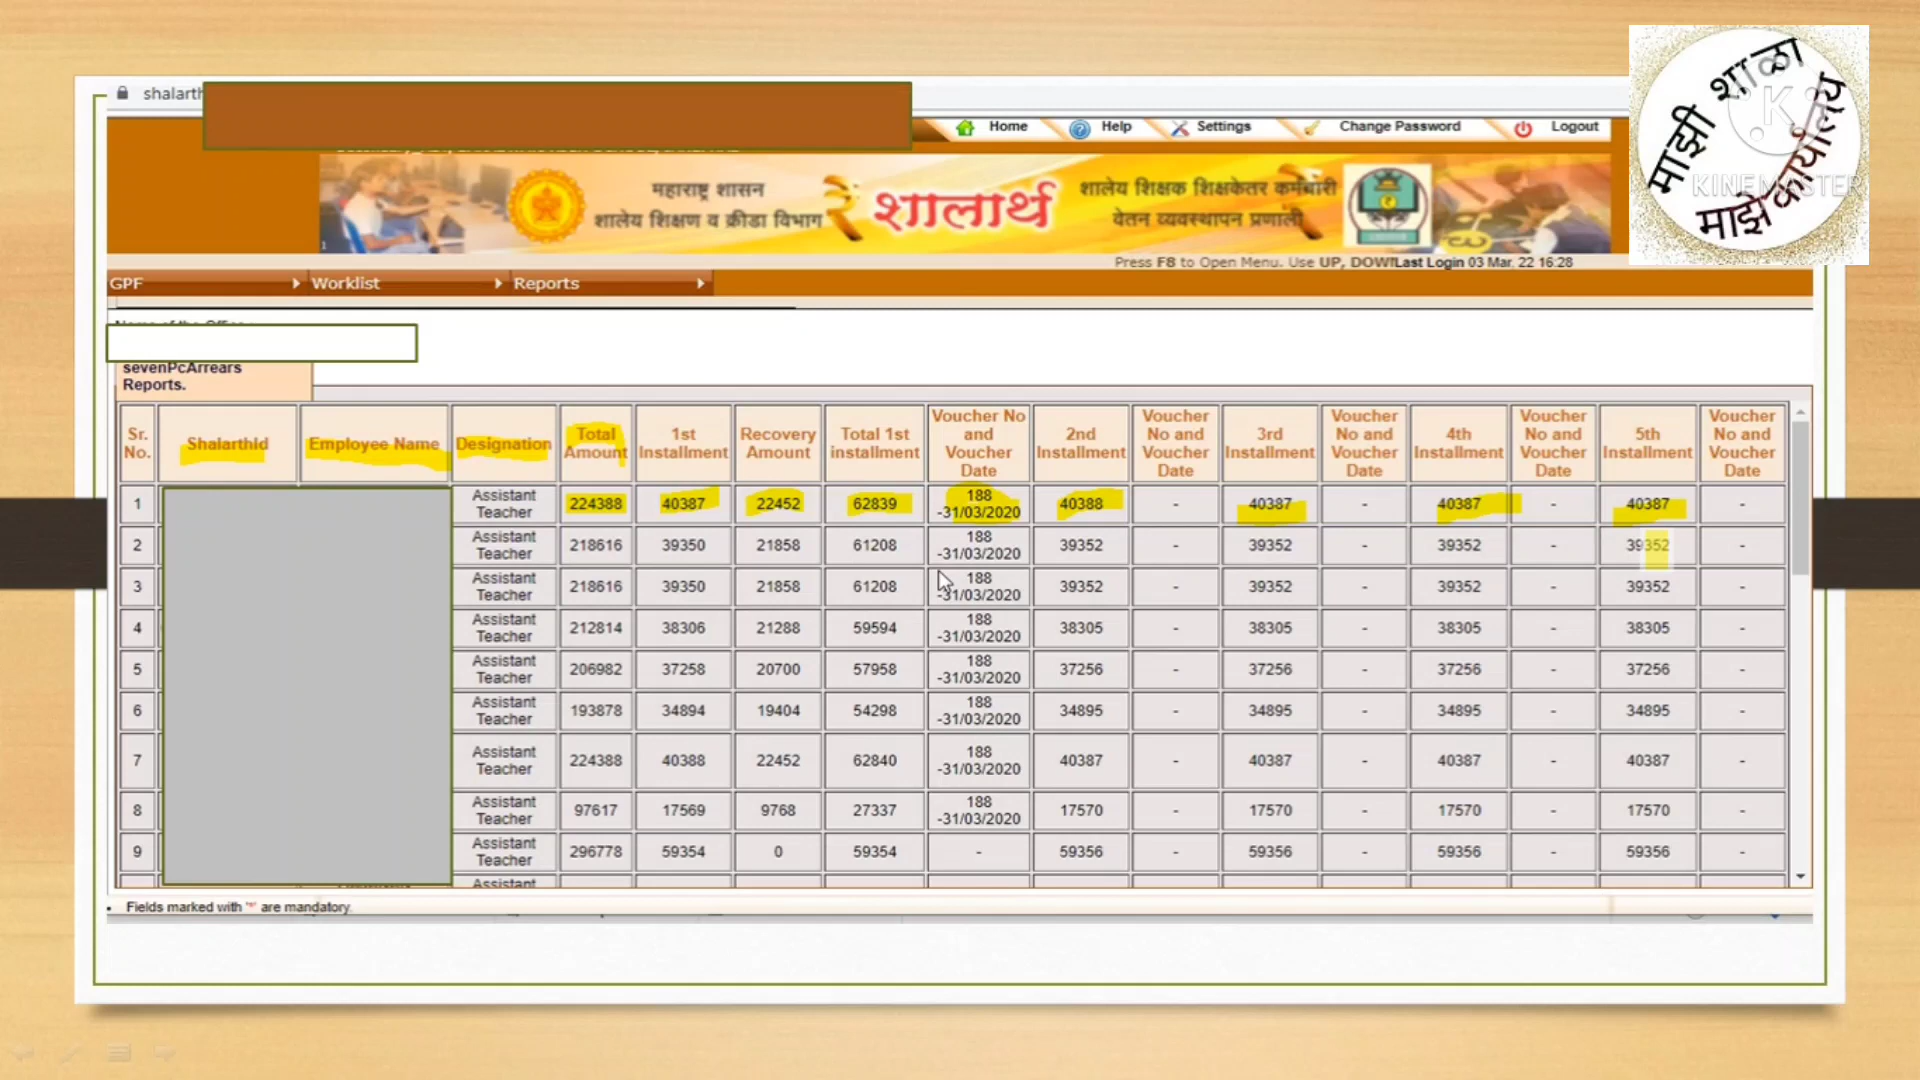 shalarth
Home Help Settings Change Password Logout
महाराष्ट्र शासन
शालेय शिक्षण व क्रीडा विभाग
शालार्थ
शालेय शिक्षक शिक्षकेतर कर्मचारी
वेतन व्यवस्थापन प्रणाली
माझी शाळा
माझे कार्यालय
KINEMASTER
Press F8 to Open Menu. Use UP, DOW Last Login 03 Mar, 22 16:28
GPF Worklist Reports
sevenPcArrears
Reports.
Sr. No. ShalarthId Employee Name Designation Total Amount 1st Installment Recovery Amount Total 1st installment Voucher No and Voucher Date 2nd Installment Voucher No and Voucher Date 3rd Installment Voucher No and Voucher Date 4th Installment Voucher No and Voucher Date 5th Installment Voucher No and Voucher Date
1 Assistant Teacher 224388 40387 22452 62839 188 -31/03/2020 40388 - 40387 - 40387 - 40387 -
2 Assistant Teacher 218616 39350 21858 61208 188 -31/03/2020 39352 - 39352 - 39352 - 39352 -
3 Assistant Teacher 218616 39350 21858 61208 188 -31/03/2020 39352 - 39352 - 39352 - 39352 -
4 Assistant Teacher 212814 38306 21288 59594 188 -31/03/2020 38305 - 38305 - 38305 - 38305 -
5 Assistant Teacher 206982 37258 20700 57958 188 -31/03/2020 37256 - 37256 - 37256 - 37256 -
6 Assistant Teacher 193878 34894 19404 54298 188 -31/03/2020 34895 - 34895 - 34895 - 34895 -
7 Assistant Teacher 224388 40388 22452 62840 188 -31/03/2020 40387 - 40387 - 40387 - 40387 -
8 Assistant Teacher 97617 17569 9768 27337 188 -31/03/2020 17570 - 17570 - 17570 - 17570 -
9 Assistant Teacher 296778 59354 0 59354 - 59356 - 59356 - 59356 - 59356 -
Assistant
Fields marked with '*' are mandatory.